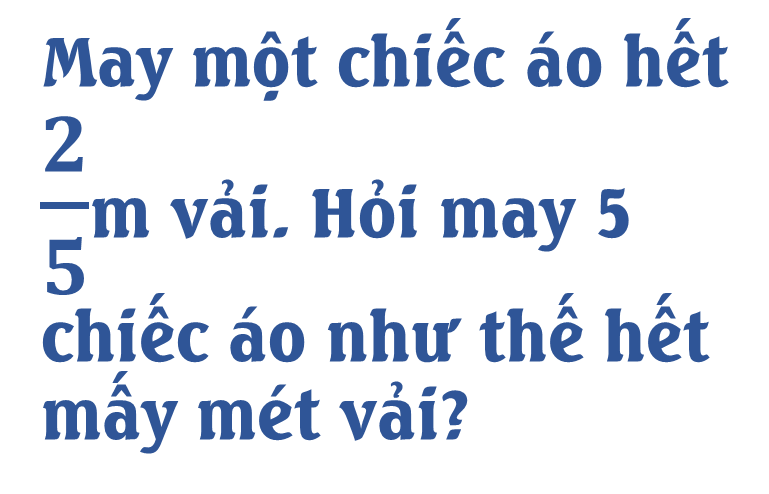 May một chiếc áo hết
2/5 m vải. Hỏi may 5
chiếc áo như thế hết
mấy mét vải?